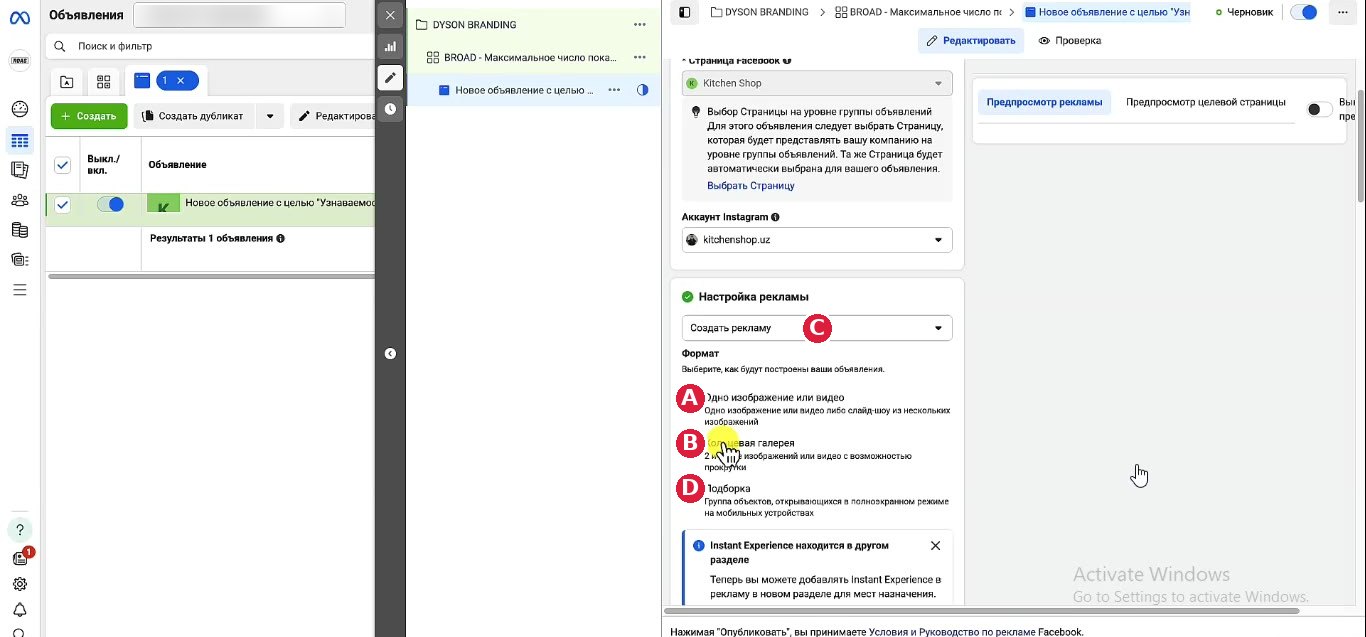 Объявления
Поиск и фильтр
1
Создать
Создать дубликат
Редактирова
Выкл./
вкл.
Объявление
K
Новое объявление с целью "Узнаваемос
Результаты 1 объявления
?
1
DYSON BRANDING
BROAD - Максимальное число пока...
Новое объявление с целью ...
DYSON BRANDING
BROAD - Максимальное число по
Новое объявление с целью "Узн
Черновик
Редактировать
Проверка
* Страница Facebook
K Kitchen Shop
Выбор Страницы на уровне группы объявлений
Для этого объявления следует выбрать Страницу,
которая будет представлять вашу компанию на
уровне группы объявлений. Та же Страница будет
автоматически выбрана для вашего объявления.
Выбрать Страницу
Аккаунт Instagram
kitchenshop.uz
Настройка рекламы
Создать рекламу
C
Формат
Выберите, как будут построены ваши объявления.
A
Одно изображение или видео
Одно изображение или видео либо слайд-шоу из нескольких
изображений
B
Кольцевая галерея
2 и изображений или видео с возможностью
прокрутки
D
Подборка
Группа объектов, открывающихся в полноэкранном режиме
на мобильных устройствах
Instant Experience находится в другом
разделе
Теперь вы можете добавлять Instant Experience в
рекламу в новом разделе для мест назначения.
Нажимая "Опубликовать", вы принимаете Условия и Руководство по рекламе Facebook.
Предпросмотр рекламы
Предпросмотр целевой страницы
Вы
пре
Activate Windows
Go to Settings to activate Windows.